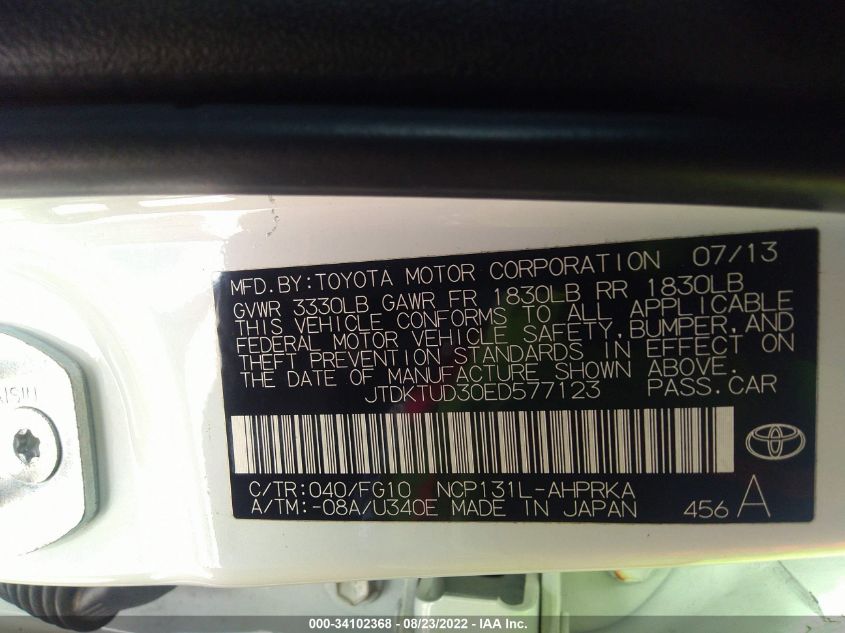 MFD.BY:TOYOTA MOTOR CORPORATION 07/13
GVWR 3330LB GAWR FR 1830LB RR 1830LB
THIS VEHICLE CONFORMS TO ALL APPLICABLE
FEDERAL MOTOR VEHICLE SAFETY, BUMPER, AND
THEFT PREVENTION STANDARDS IN EFFECT ON
THE DATE OF MANUFACTURE SHOWN ABOVE.
JTDKTUD30ED577123 PASS.CAR
C/TR:040/FG10 NCP131L-AHPRKA
A/TM:-08A/U340E MADE IN JAPAN 456 A
000-34102368 - 08/23/2022 - IAA Inc.